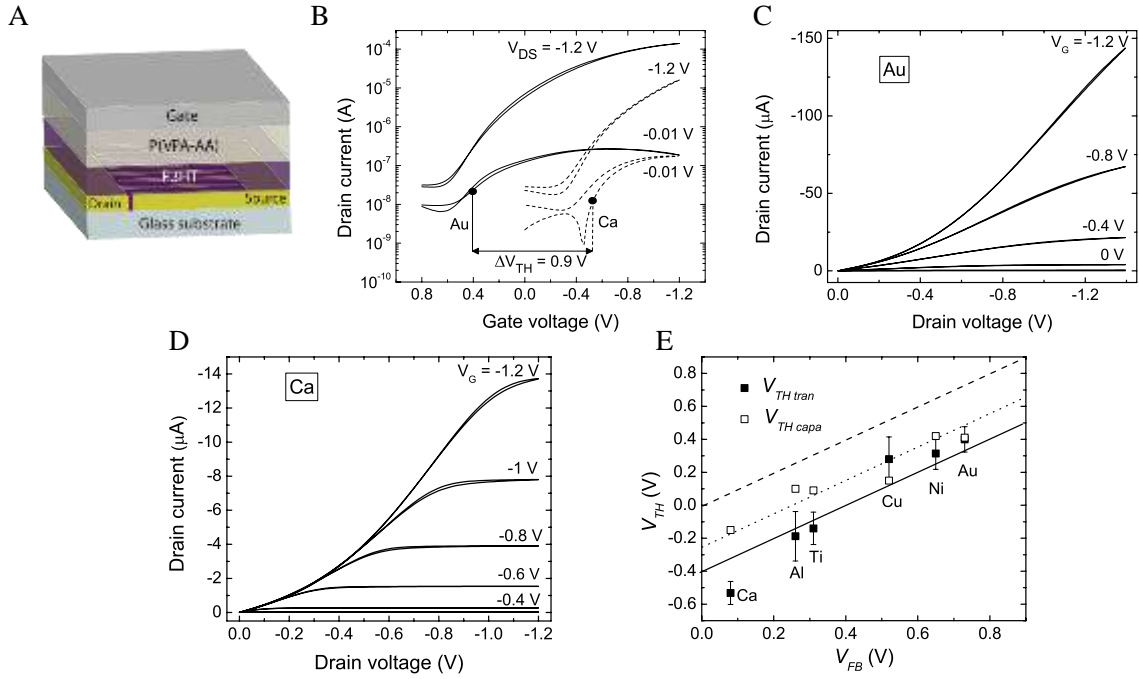 A
Gate
P(VPA-AA)
P3HT
Drain
Source
Glass substrate
B
Drain current (A)
10⁻⁴
10⁻⁵
10⁻⁶
10⁻⁷
10⁻⁸
10⁻⁹
10⁻¹⁰
V_DS = -1.2 V
-1.2 V
-0.01 V
-0.01 V
Au
Ca
ΔV_TH = 0.9 V
0.8 0.4 0.0 -0.4 -0.8 -1.2
Gate voltage (V)
C
Drain current (μA)
-150
-100
-50
0
Au
V_G = -1.2 V
-0.8 V
-0.4 V
0 V
0.0 -0.4 -0.8 -1.2
Drain voltage (V)
D
Drain current (μA)
-14
-12
-10
-8
-6
-4
-2
0
Ca
V_G = -1.2 V
-1 V
-0.8 V
-0.6 V
-0.4 V
0.0 -0.2 -0.4 -0.6 -0.8 -1.0 -1.2
Drain voltage (V)
E
V_TH (V)
0.8
0.6
0.4
0.2
0.0
-0.2
-0.4
-0.6
V_TH tran
V_TH capa
Ca
Al
Ti
Cu
Ni
Au
0.0 0.2 0.4 0.6 0.8
V_FB (V)